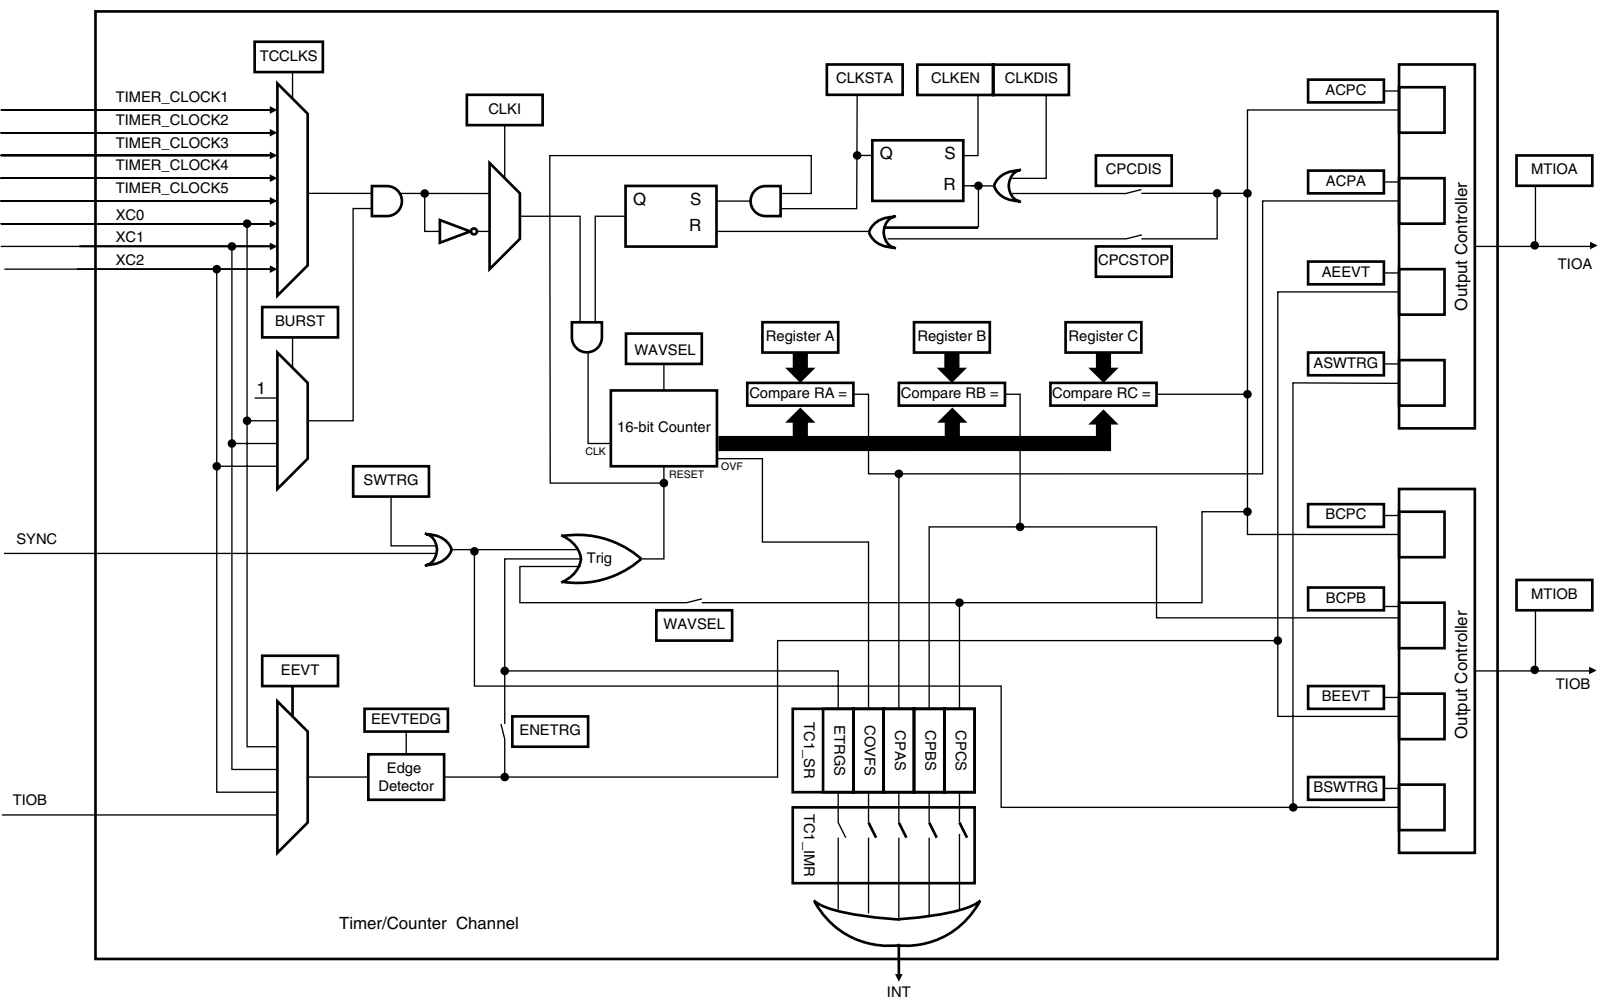 TCCLKS
TIMER_CLOCK1
TIMER_CLOCK2
TIMER_CLOCK3
TIMER_CLOCK4
TIMER_CLOCK5
XC0
XC1
XC2
CLKI
CLKSTA
CLKEN
CLKDIS
Q
S
R
Q
S
R
CPCDIS
CPCSTOP
ACPC
ACPA
AEEVT
ASWTRG
Output Controller
MTIOA
TIOA
BURST
1
WAVSEL
Register A
Register B
Register C
Compare RA =
Compare RB =
Compare RC =
16-bit Counter
CLK
RESET
OVF
SWTRG
SYNC
Trig
WAVSEL
BCPC
BCPB
BEEVT
BSWTRG
Output Controller
MTIOB
TIOB
EEVT
EEVTEDG
Edge
Detector
ENETRG
TIOB
TC1_SR
ETRGS
COVFS
CPAS
CPBS
CPCS
TC1_IMR
Timer/Counter Channel
INT